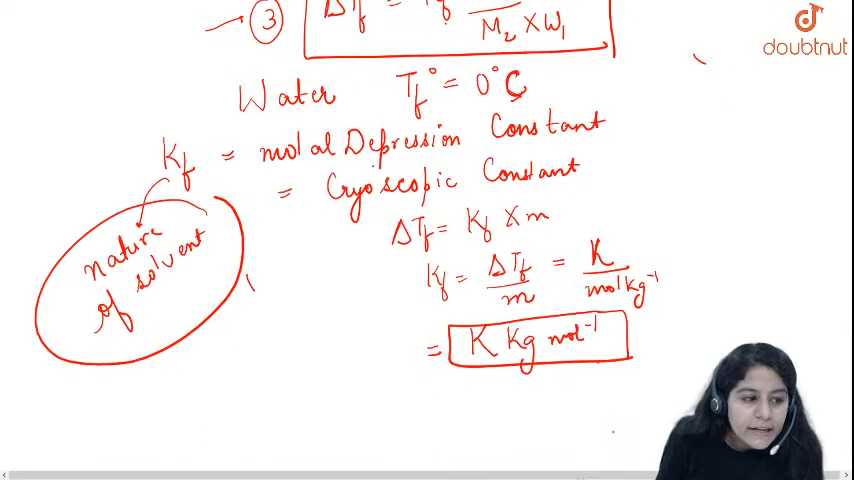 ③
M₂ × W₁
doubtnut
Water T_f° = 0°C
K_f = molal Depression Constant
= Cryoscopic Constant
nature of solvent
ΔT_f = K_f × m
K_f = ΔT_f / m = K / mol kg⁻¹
= K Kg mol⁻¹